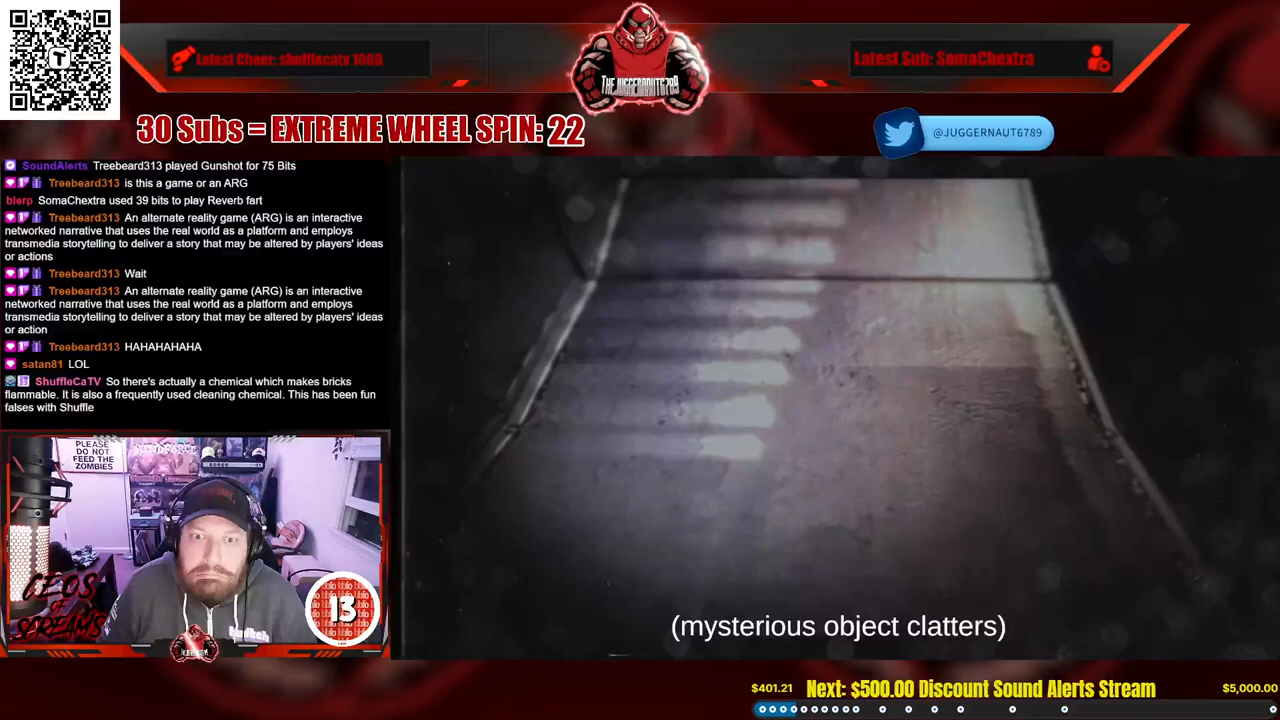 Latest Cheer: shufflecatv 1000
THEJUGGERNAUT6789
Latest Sub: SomaChextra
30 Subs = EXTREME WHEEL SPIN: 22
@JUGGERNAUT6789
SoundAlerts Treebeard313 played Gunshot for 75 Bits
Treebeard313 is this a game or an ARG
blerp SomaChextra used 39 bits to play Reverb fart
Treebeard313 An alternate reality game (ARG) is an interactive
networked narrative that uses the real world as a platform and employs
transmedia storytelling to deliver a story that may be altered by players' ideas
or actions
Treebeard313 Wait
Treebeard313 An alternate reality game (ARG) is an interactive
networked narrative that uses the real world as a platform and employs
transmedia storytelling to deliver a story that may be altered by players' ideas
or action
Treebeard313 HAHAHAHAHA
satan81 LOL
ShuffleCaTV So there's actually a chemical which makes bricks
flammable. It is also a frequently used cleaning chemical. This has been fun
falses with Shuffle
PLEASE
DO NOT
FEED THE
ZOMBIES
CEOS
OF
STREAMS
13
twitch
(mysterious object clatters)
$401.21 Next: $500.00 Discount Sound Alerts Stream $5,000.00